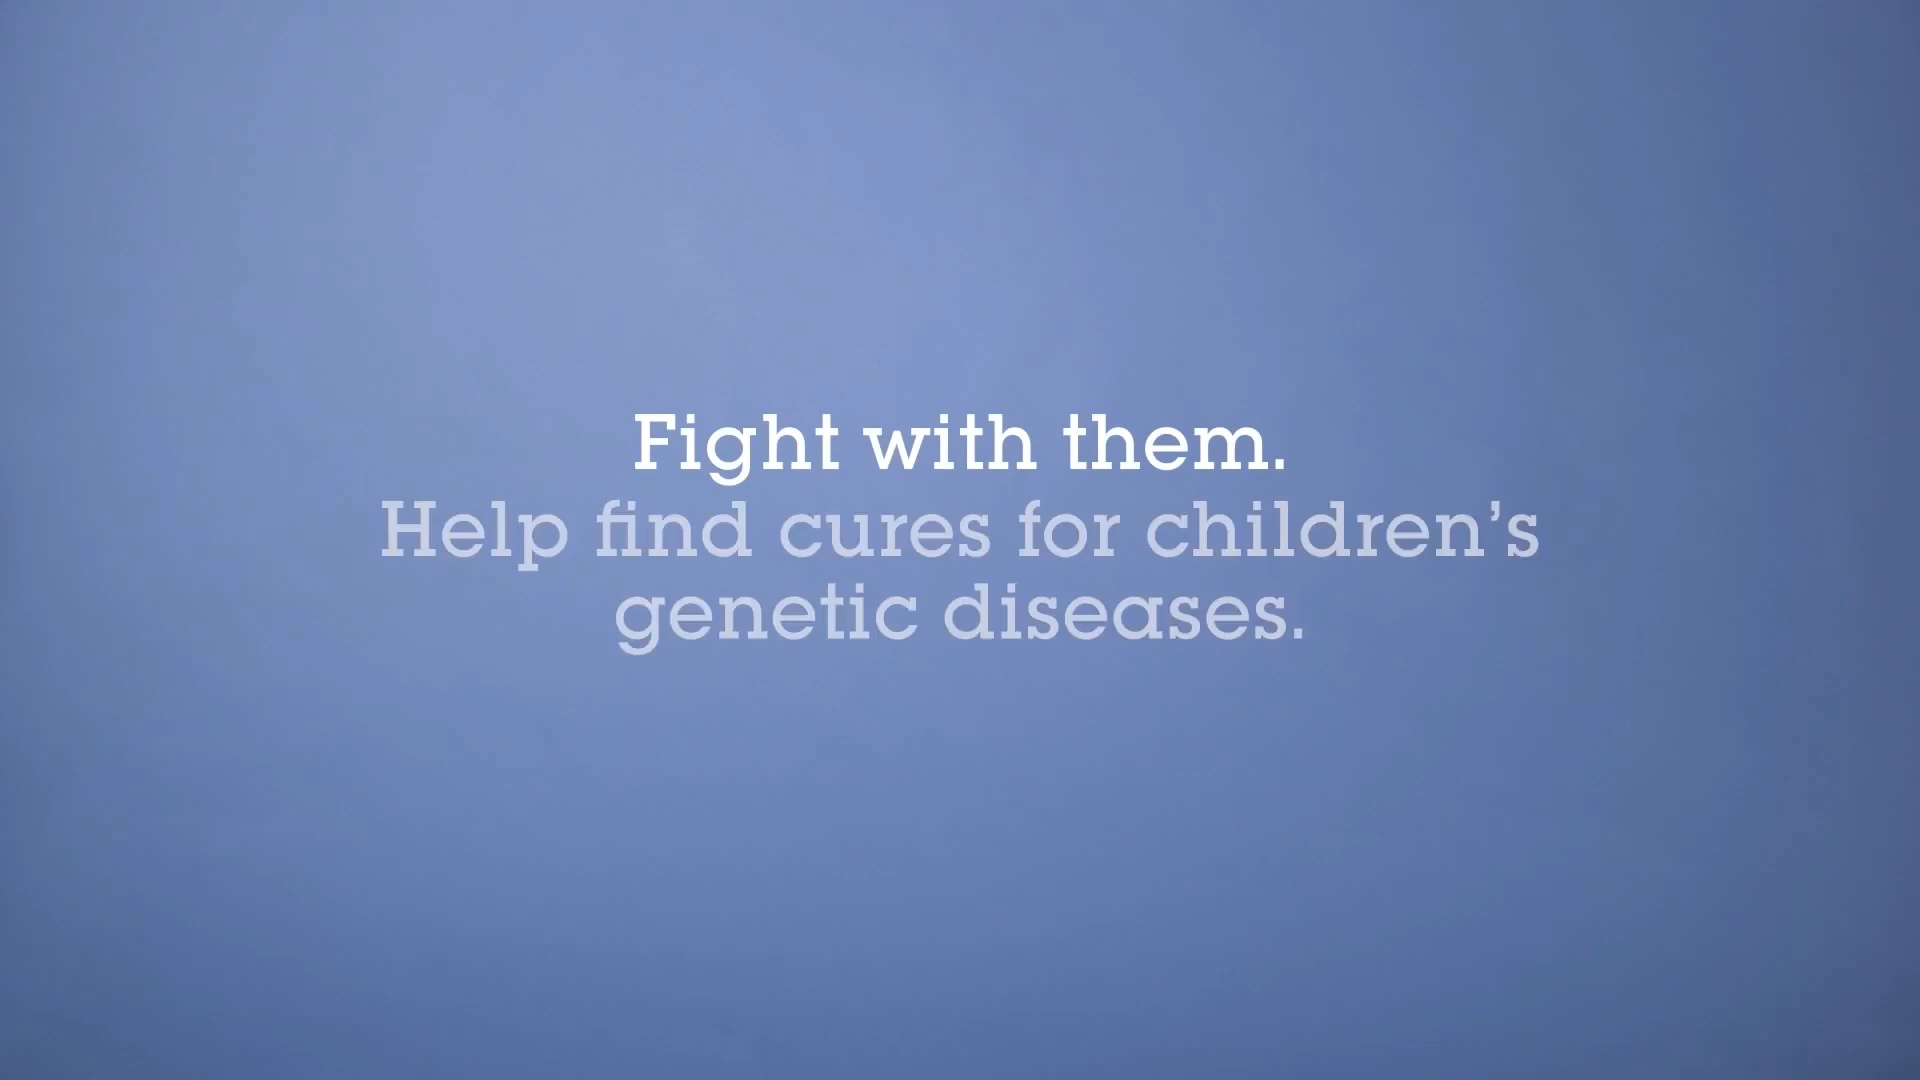 Fight with them.
Help find cures for children’s
genetic diseases.